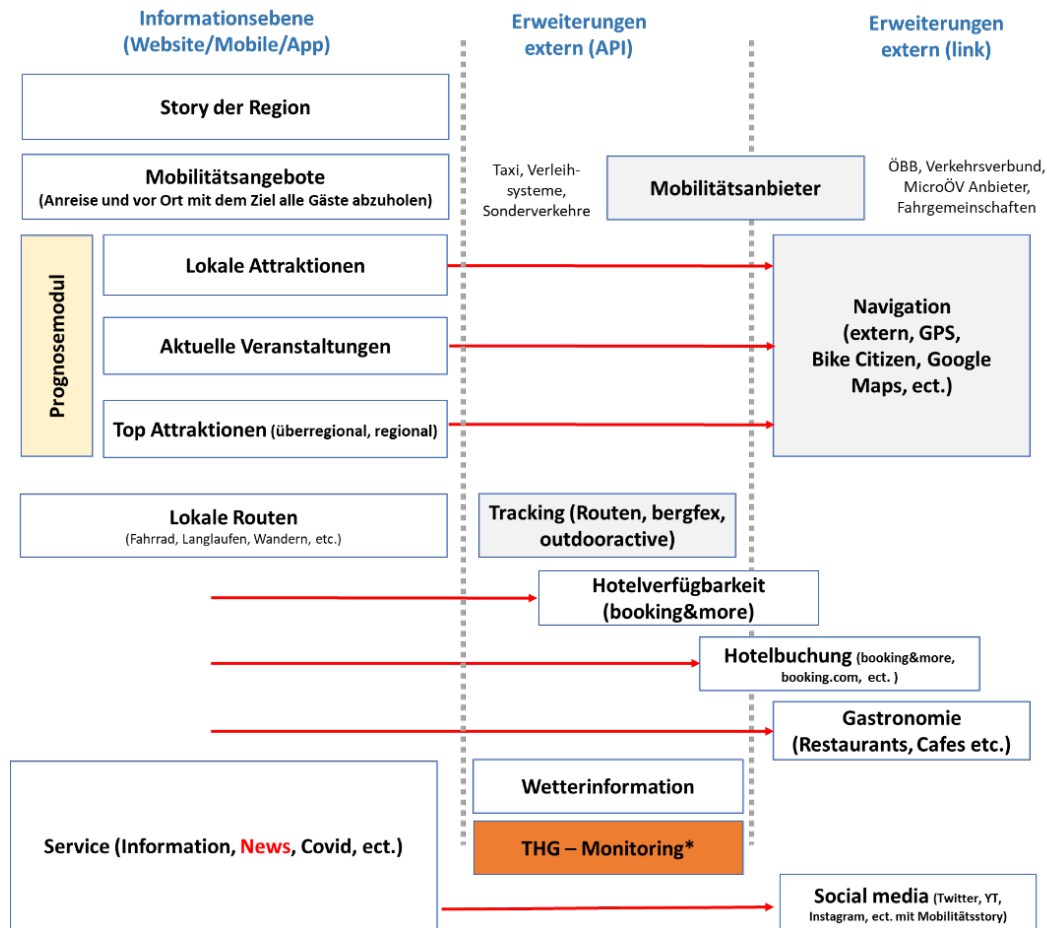 Informationsebene
(Website/Mobile/App)
Erweiterungen
extern (API)
Erweiterungen
extern (link)
Story der Region
Mobilitätsangebote
(Anreise und vor Ort mit dem Ziel alle Gäste abzuholen)
Taxi, Verleih-
systeme,
Sonderverkehre
Mobilitätsanbieter
ÖBB, Verkehrsverbund,
MicroÖV Anbieter,
Fahrgemeinschaften
Prognosemodul
Lokale Attraktionen
Aktuelle Veranstaltungen
Top Attraktionen (überregional, regional)
Navigation
(extern, GPS,
Bike Citizen, Google
Maps, ect.)
Lokale Routen
(Fahrrad, Langlaufen, Wandern, etc.)
Tracking (Routen, bergfex,
outdooractive)
Hotelverfügbarkeit
(booking&more)
Hotelbuchung (booking&more,
booking.com, ect. )
Gastronomie
(Restaurants, Cafes etc.)
Service (Information, News, Covid, ect.)
Wetterinformation
THG – Monitoring*
Social media (Twitter, YT,
Instagram, ect. mit Mobilitätsstory)